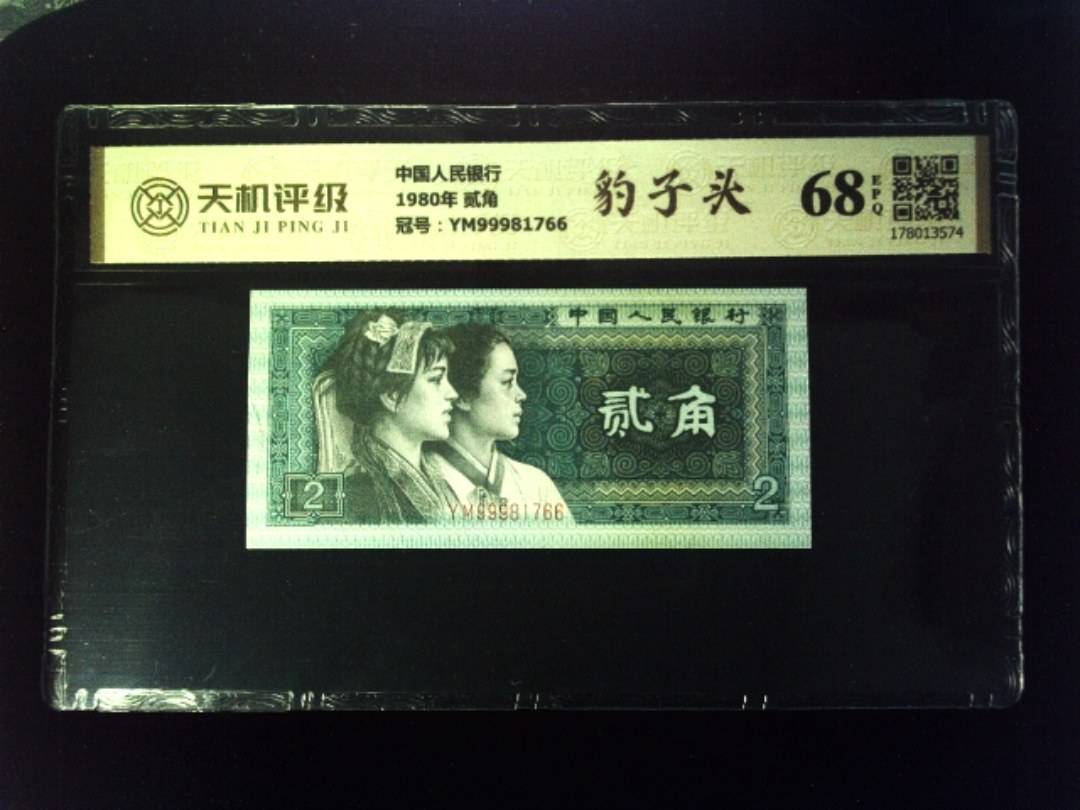 天机评级
TIAN JI PING JI
中国人民银行
1980年 贰角
冠号：YM99981766
豹子头
68
EPQ
178013574
中国人民银行
贰角
2
YM99981766
2